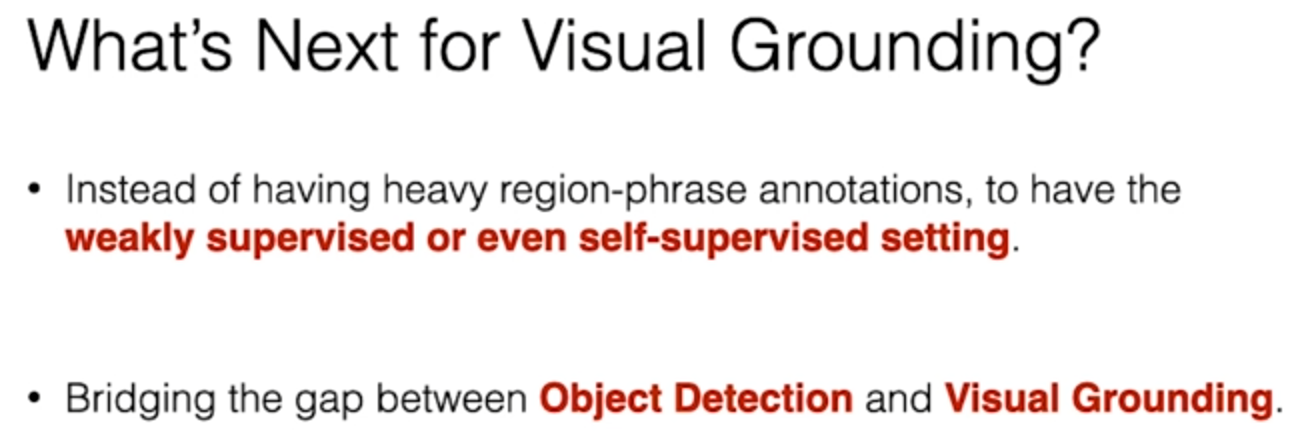 What’s Next for Visual Grounding?
• Instead of having heavy region-phrase annotations, to have the
weakly supervised or even self-supervised setting.
• Bridging the gap between Object Detection and Visual Grounding.